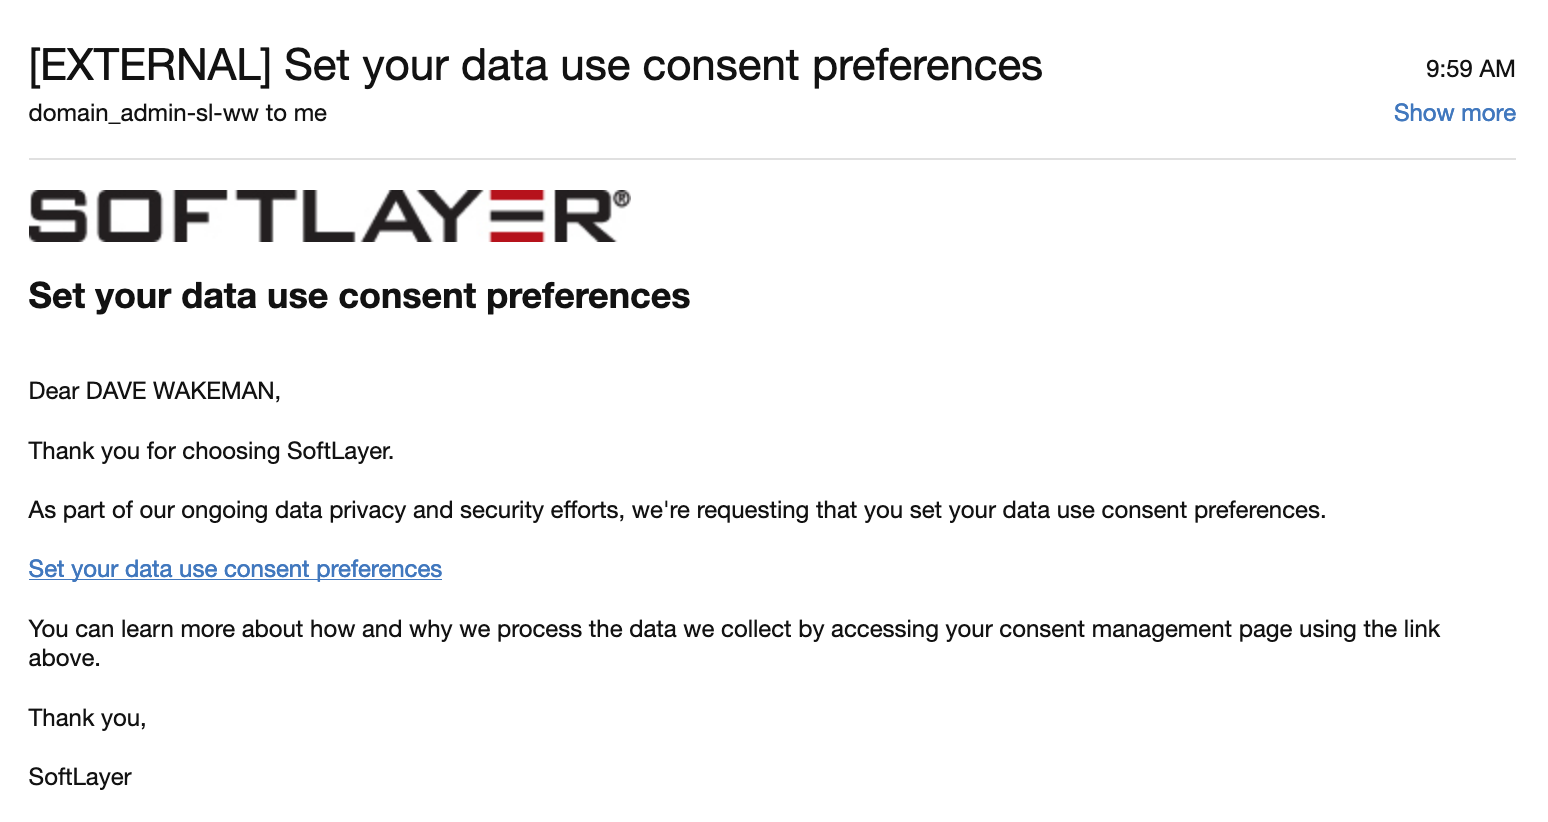 [EXTERNAL] Set your data use consent preferences
9:59 AM
domain_admin-sl-ww to me
Show more
SOFTLAYER®
Set your data use consent preferences
Dear DAVE WAKEMAN,
Thank you for choosing SoftLayer.
As part of our ongoing data privacy and security efforts, we're requesting that you set your data use consent preferences.
Set your data use consent preferences
You can learn more about how and why we process the data we collect by accessing your consent management page using the link
above.
Thank you,
SoftLayer